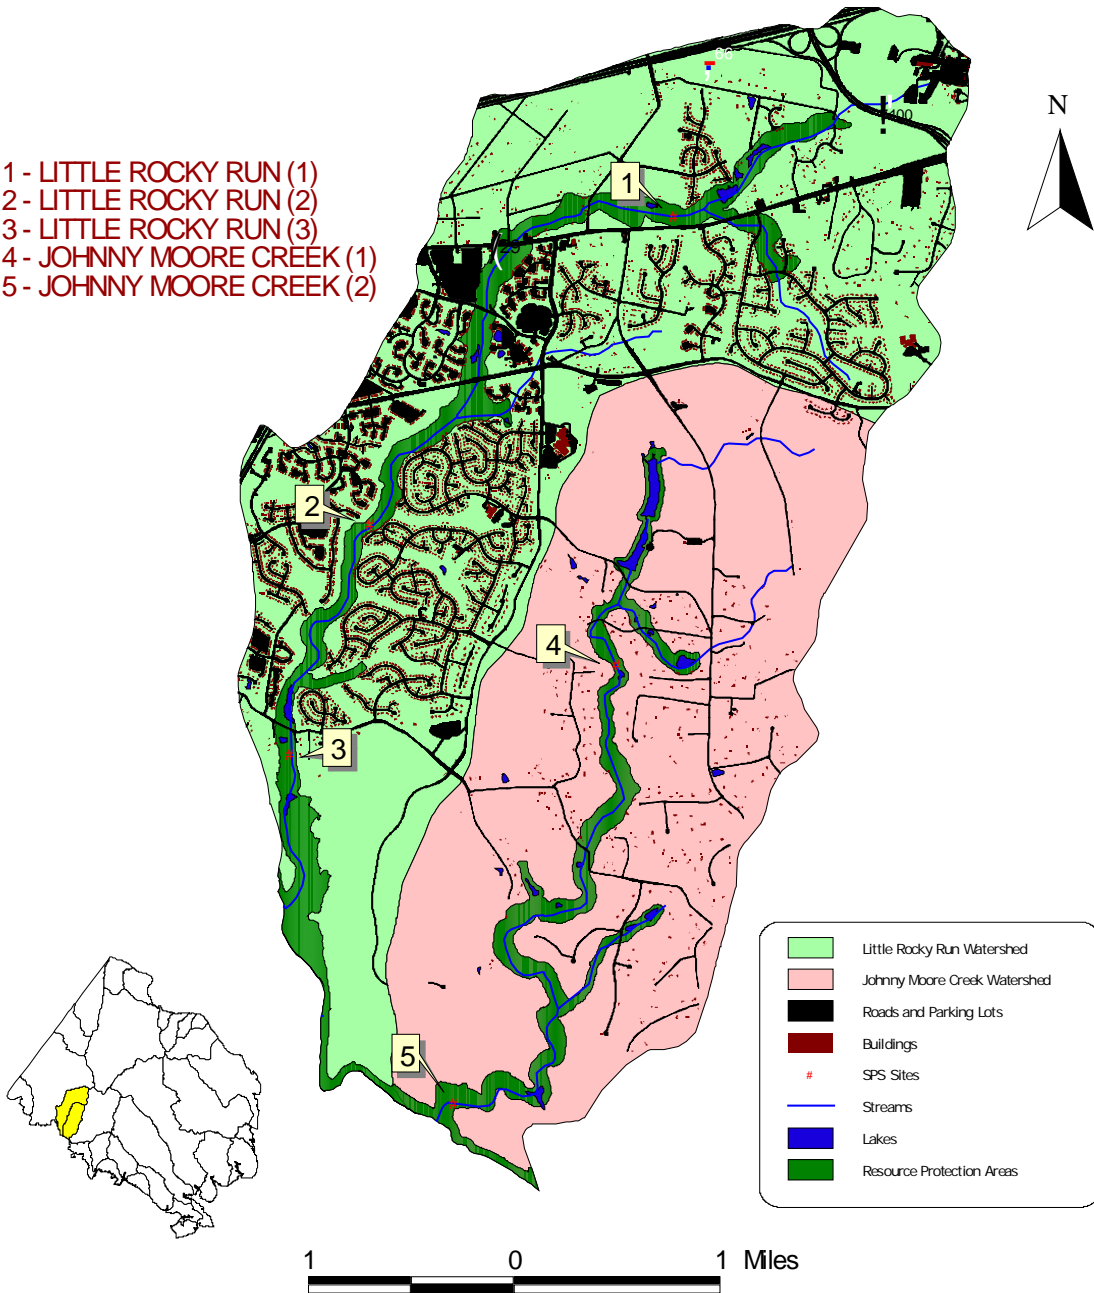 66
100
N
1 - LITTLE ROCKY RUN (1)
2 - LITTLE ROCKY RUN (2)
3 - LITTLE ROCKY RUN (3)
4 - JOHNNY MOORE CREEK (1)
5 - JOHNNY MOORE CREEK (2)
1
2
3
4
5
Little Rocky Run Watershed
Johnny Moore Creek Watershed
Roads and Parking Lots
Buildings
# SPS Sites
Streams
Lakes
Resource Protection Areas
1 0 1 Miles